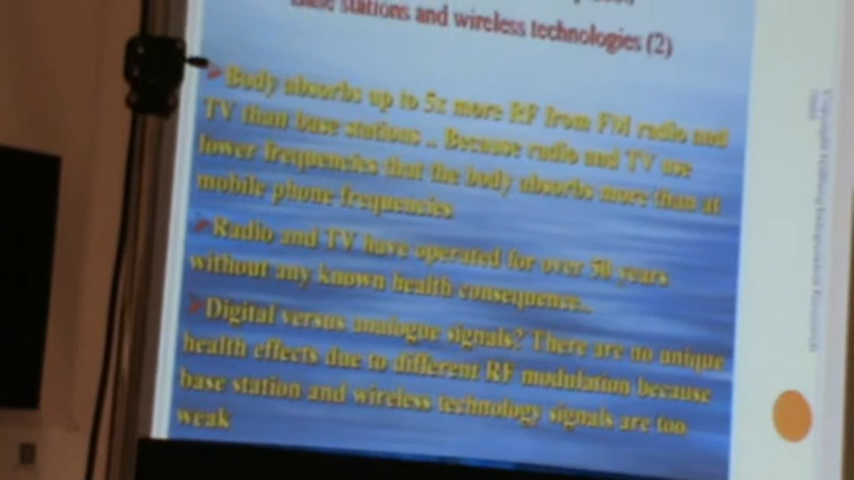 Base stations and wireless technologies (2)
Body absorbs up to 5x more RF from FM radio and
TV than base stations .. Because radio and TV use
lower frequencies that the body absorbs more than at
mobile phone frequencies
Radio and TV have operated for over 50 years
without any known health consequence..
Digital versus analogue signals? There are no unique
health effects due to different RF modulation because
base station and wireless technology signals are too
weak